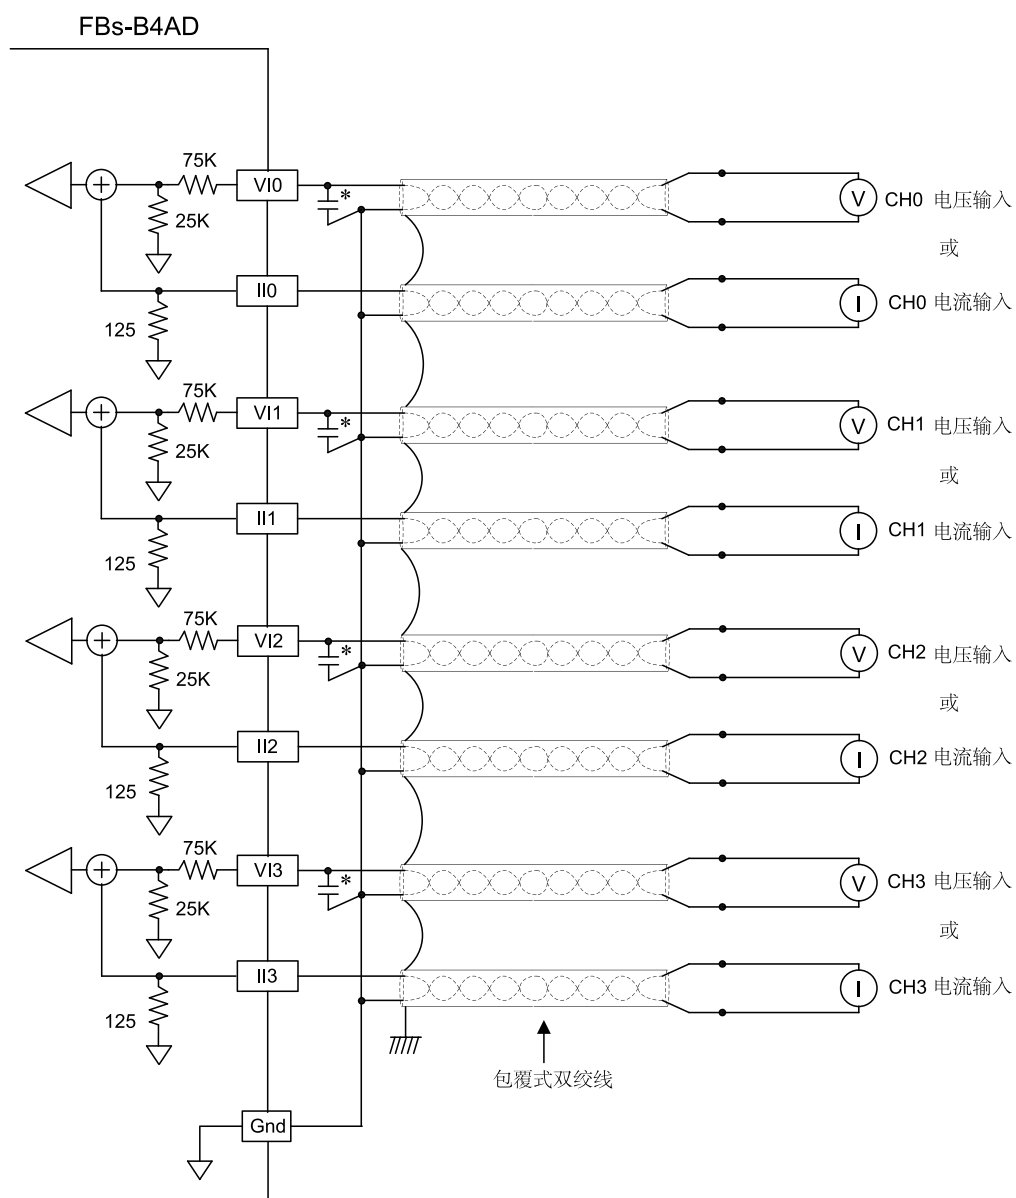 FBs-B4AD
75K
VI0
*
+
25K
V
CH0 电压输入
或
II0
I
CH0 电流输入
125
75K
VI1
*
+
25K
V
CH1 电压输入
或
II1
I
CH1 电流输入
125
75K
VI2
*
+
25K
V
CH2 电压输入
或
II2
I
CH2 电流输入
125
75K
VI3
*
+
25K
V
CH3 电压输入
或
II3
I
CH3 电流输入
125
包覆式双绞线
Gnd